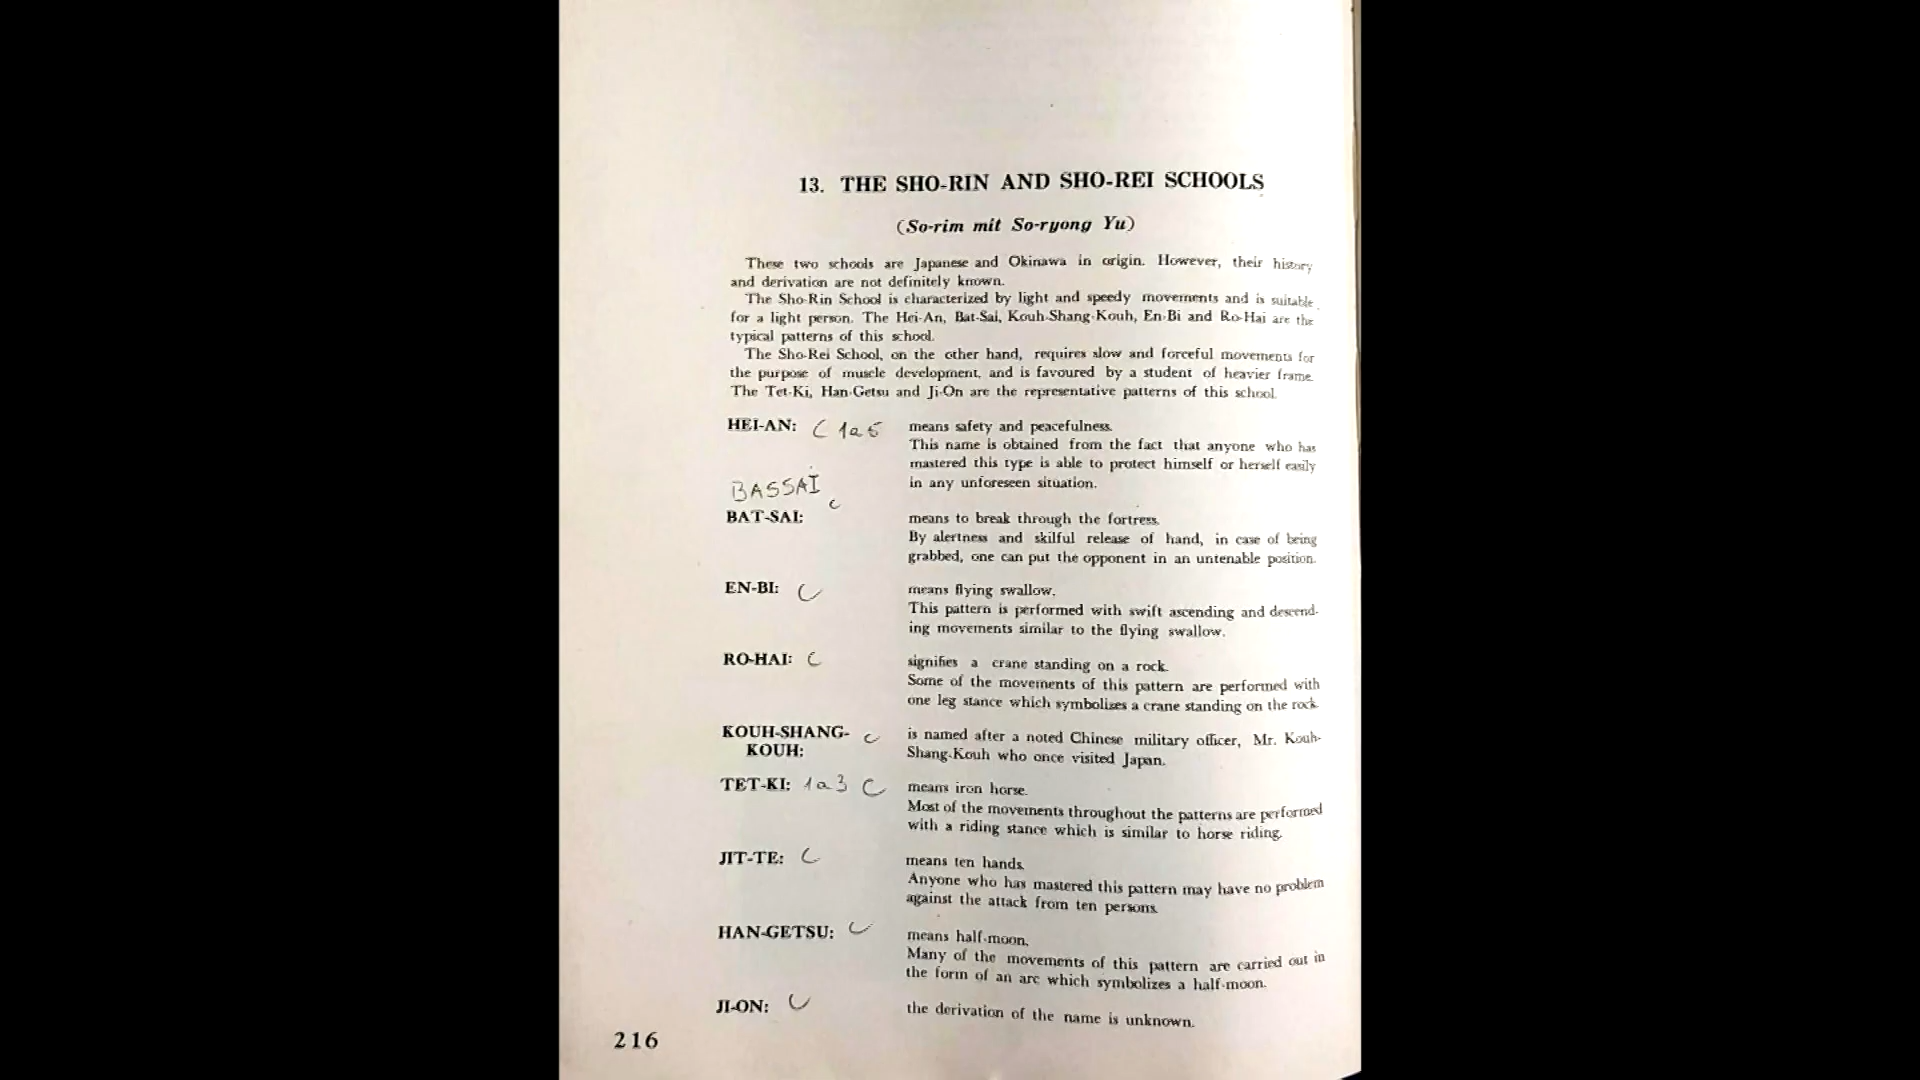 13. THE SHO-RIN AND SHO-REI SCHOOLS
(So-rim mit So-ryong Yu)
These two schools are Japanese and Okinawa in origin. However, their history
and derivation are not definitely known.
The Sho-Rin School is characterized by light and speedy movements and is suitable
for a light person. The Hei-An, Bat-Sai, Kouh-Shang-Kouh, En-Bi and Ro-Hai are the
typical patterns of this school.
The Sho-Rei School, on the other hand, requires slow and forceful movements for
the purpose of muscle development, and is favoured by a student of heavier frame.
The Tet-Ki, Han-Getsu and Ji-On are the representative patterns of this school.
HEI-AN: C 1a5 means safety and peacefulness.
This name is obtained from the fact that anyone who has
mastered this type is able to protect himself or herself easily
in any unforeseen situation.
BASSAI C
BAT-SAI: means to break through the fortress.
By alertness and skilful release of hand, in case of being
grabbed, one can put the opponent in an untenable position.
EN-BI: C means flying swallow.
This pattern is performed with swift ascending and descend-
ing movements similar to the flying swallow.
RO-HAI: C signifies a crane standing on a rock.
Some of the movements of this pattern are performed with
one leg stance which symbolizes a crane standing on the rock.
KOUH-SHANG- C is named after a noted Chinese military officer, Mr. Kouh-
KOUH: Shang-Kouh who once visited Japan.
TET-KI: 1a3 C means iron horse.
Most of the movements throughout the patterns are performed
with a riding stance which is similar to horse riding.
JIT-TE: C means ten hands.
Anyone who has mastered this pattern may have no problem
against the attack from ten persons.
HAN-GETSU: C means half-moon.
Many of the movements of this pattern are carried out in
the form of an arc which symbolizes a half-moon.
JI-ON: C the derivation of the name is unknown.
216